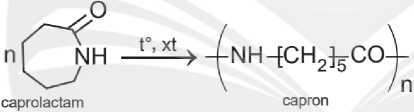 n O NH t°, xt (NH-[CH₂]₅-CO)n
caprolactam capron